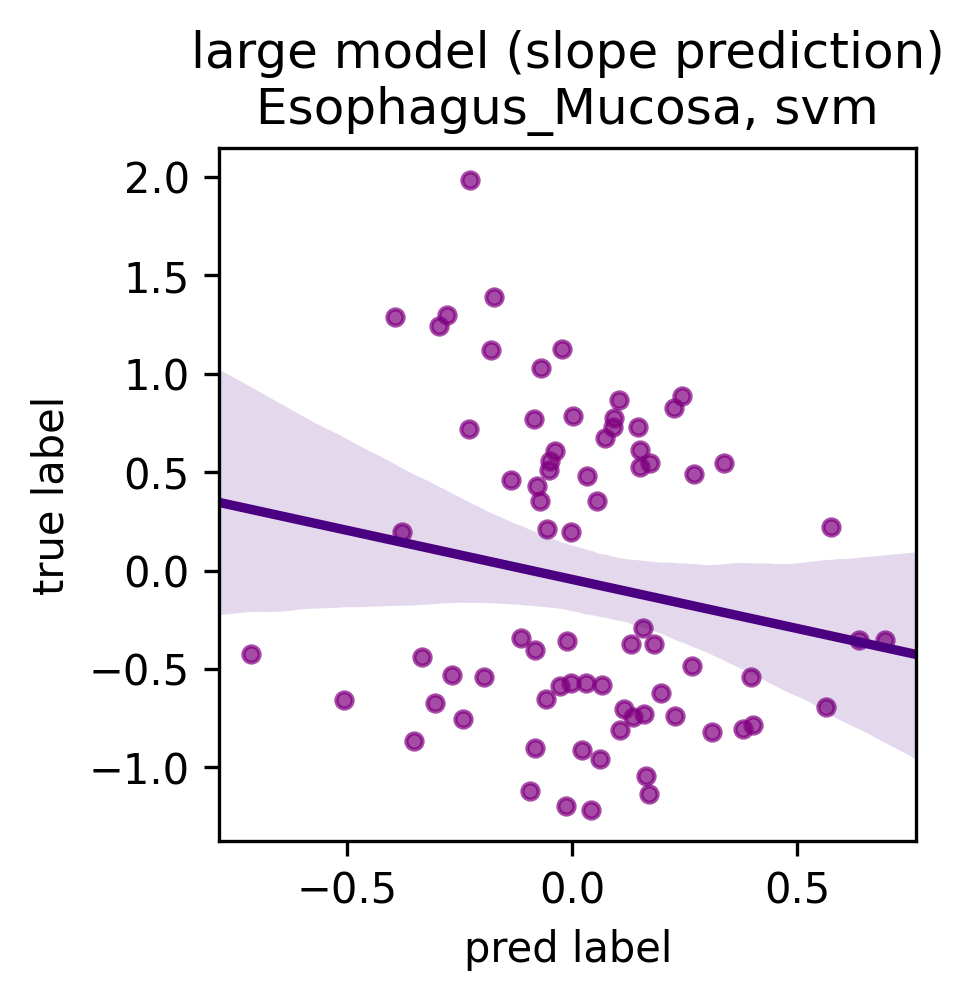 large model (slope prediction)
Esophagus_Mucosa, svm
2.0
1.5
1.0
0.5
0.0
−0.5
−1.0
true label
−0.5 0.0 0.5
pred label